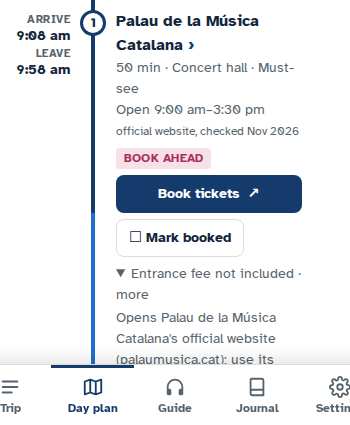 ARRIVE
9:08 am
LEAVE
9:58 am
1
Palau de la Música
Catalana ›
50 min · Concert hall · Must-
see
Open 9:00 am–3:30 pm
official website, checked Nov 2026
BOOK AHEAD
Book tickets ↗
☐ Mark booked
▼ Entrance fee not included ·
more
Opens Palau de la Música
Catalana's official website
(palaumusica.cat); use its
Trip
Day plan
Guide
Journal
Settin